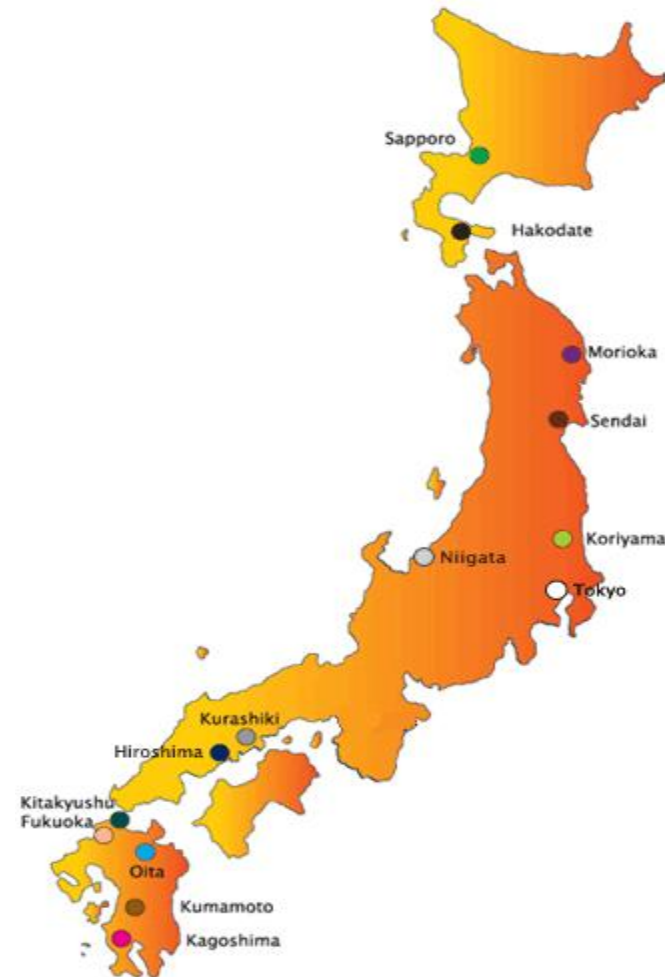 Sapporo
Hakodate
Morioka
Sendai
Koriyama
Niigata
Tokyo
Kurashiki
Hiroshima
Kitakyushu
Fukuoka
Oita
Kumamoto
Kagoshima